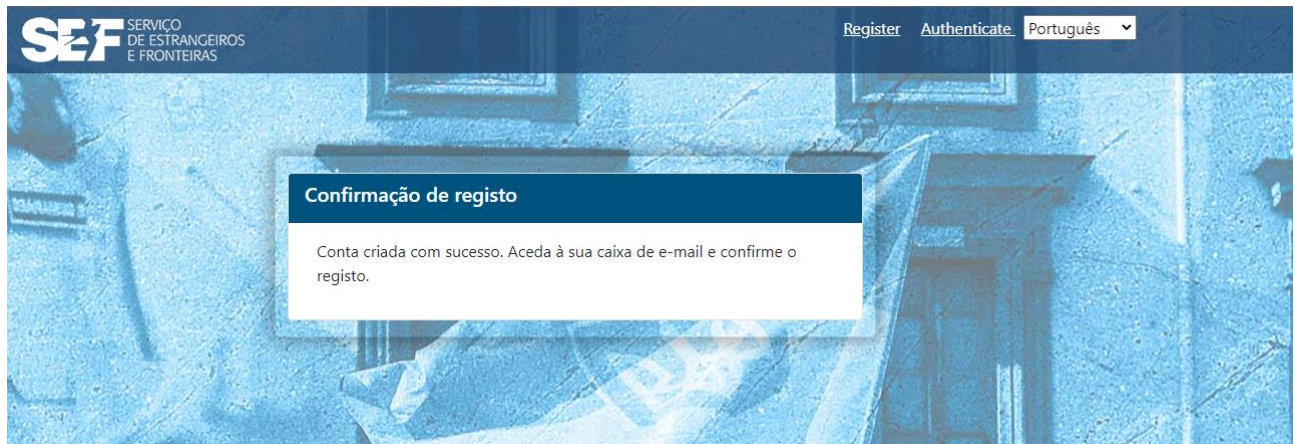 SEF
SERVIÇO
DE ESTRANGEIROS
E FRONTEIRAS
Register Authenticate Português
Confirmação de registo
Conta criada com sucesso. Aceda à sua caixa de e-mail e confirme o
registo.